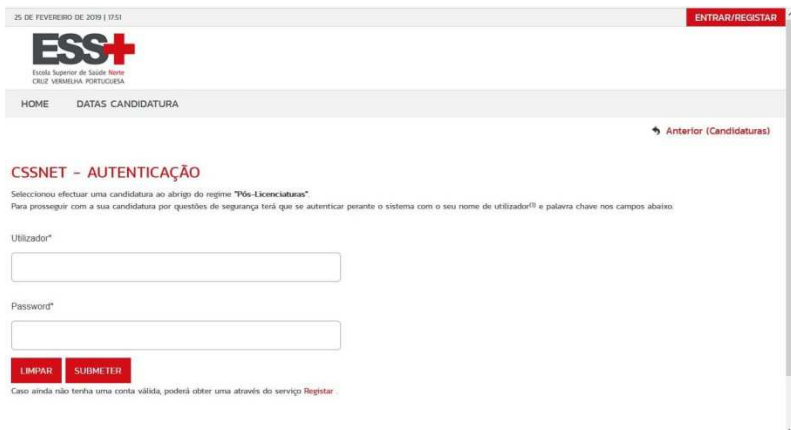 25 DE FEVEREIRO DE 2019 | 17:51
ENTRAR/REGISTAR
ESS+
Escola Superior de Saúde Norte
CRUZ VERMELHA PORTUGUESA
HOME DATAS CANDIDATURA
Anterior (Candidaturas)
CSSNET - AUTENTICAÇÃO
Seleccionou efectuar uma candidatura ao abrigo do regime "Pós-Licenciaturas".
Para prosseguir com a sua candidatura por questões de segurança terá que se autenticar perante o sistema com o seu nome de utilizador(1) e palavra chave nos campos abaixo.
Utilizador*
Password*
LIMPAR SUBMETER
Caso ainda não tenha uma conta válida, poderá obter uma através do serviço Registar .